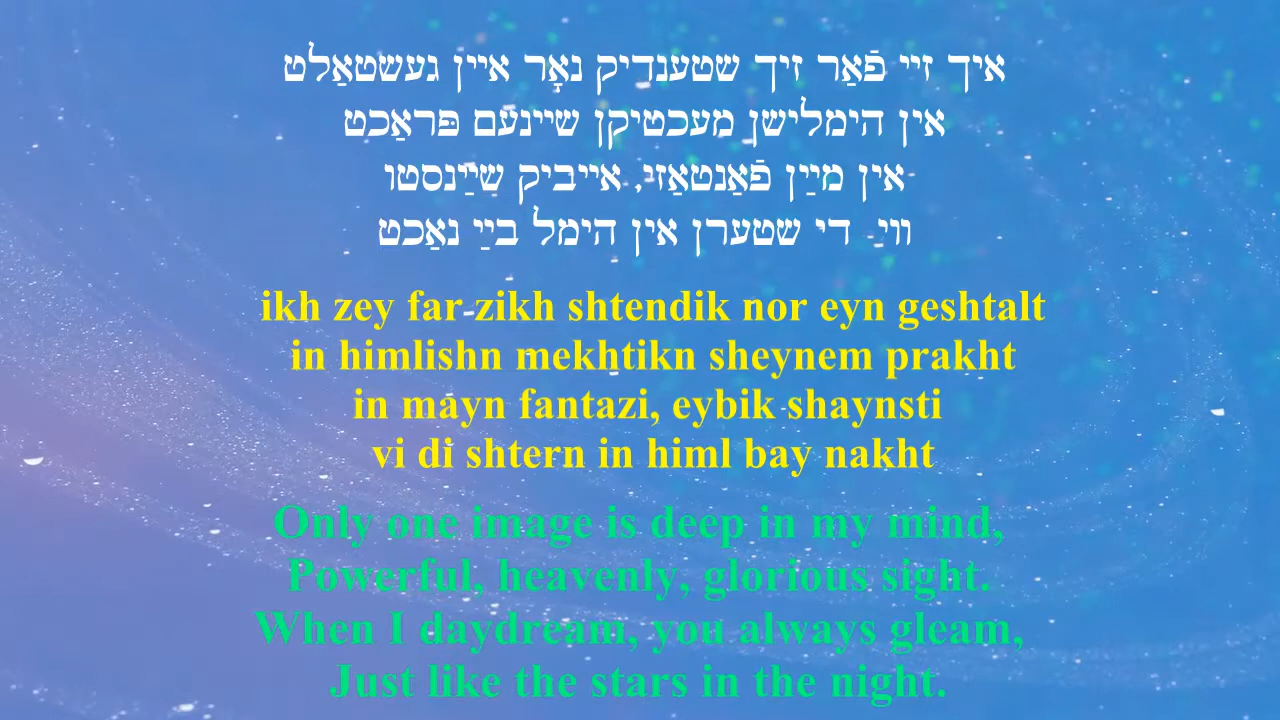 איך זיי פֿאַר זיך שטענדיק נאָר איין געשטאַלט
אין הימלישן מעכטיקן שיינעם פּראַכט
אין מײַן פֿאַנטאַזי, אייביק שײַנסטו
ווי די שטערן אין הימל בײַ נאַכט
ikh zey far zikh shtendik nor eyn geshtalt
in himlishn mekhtikn sheynem prakht
in mayn fantazi, eybik shaynsti
vi di shtern in himl bay nakht
Only one image is deep in my mind,
Powerful, heavenly, glorious sight.
When I daydream, you always gleam,
Just like the stars in the night.